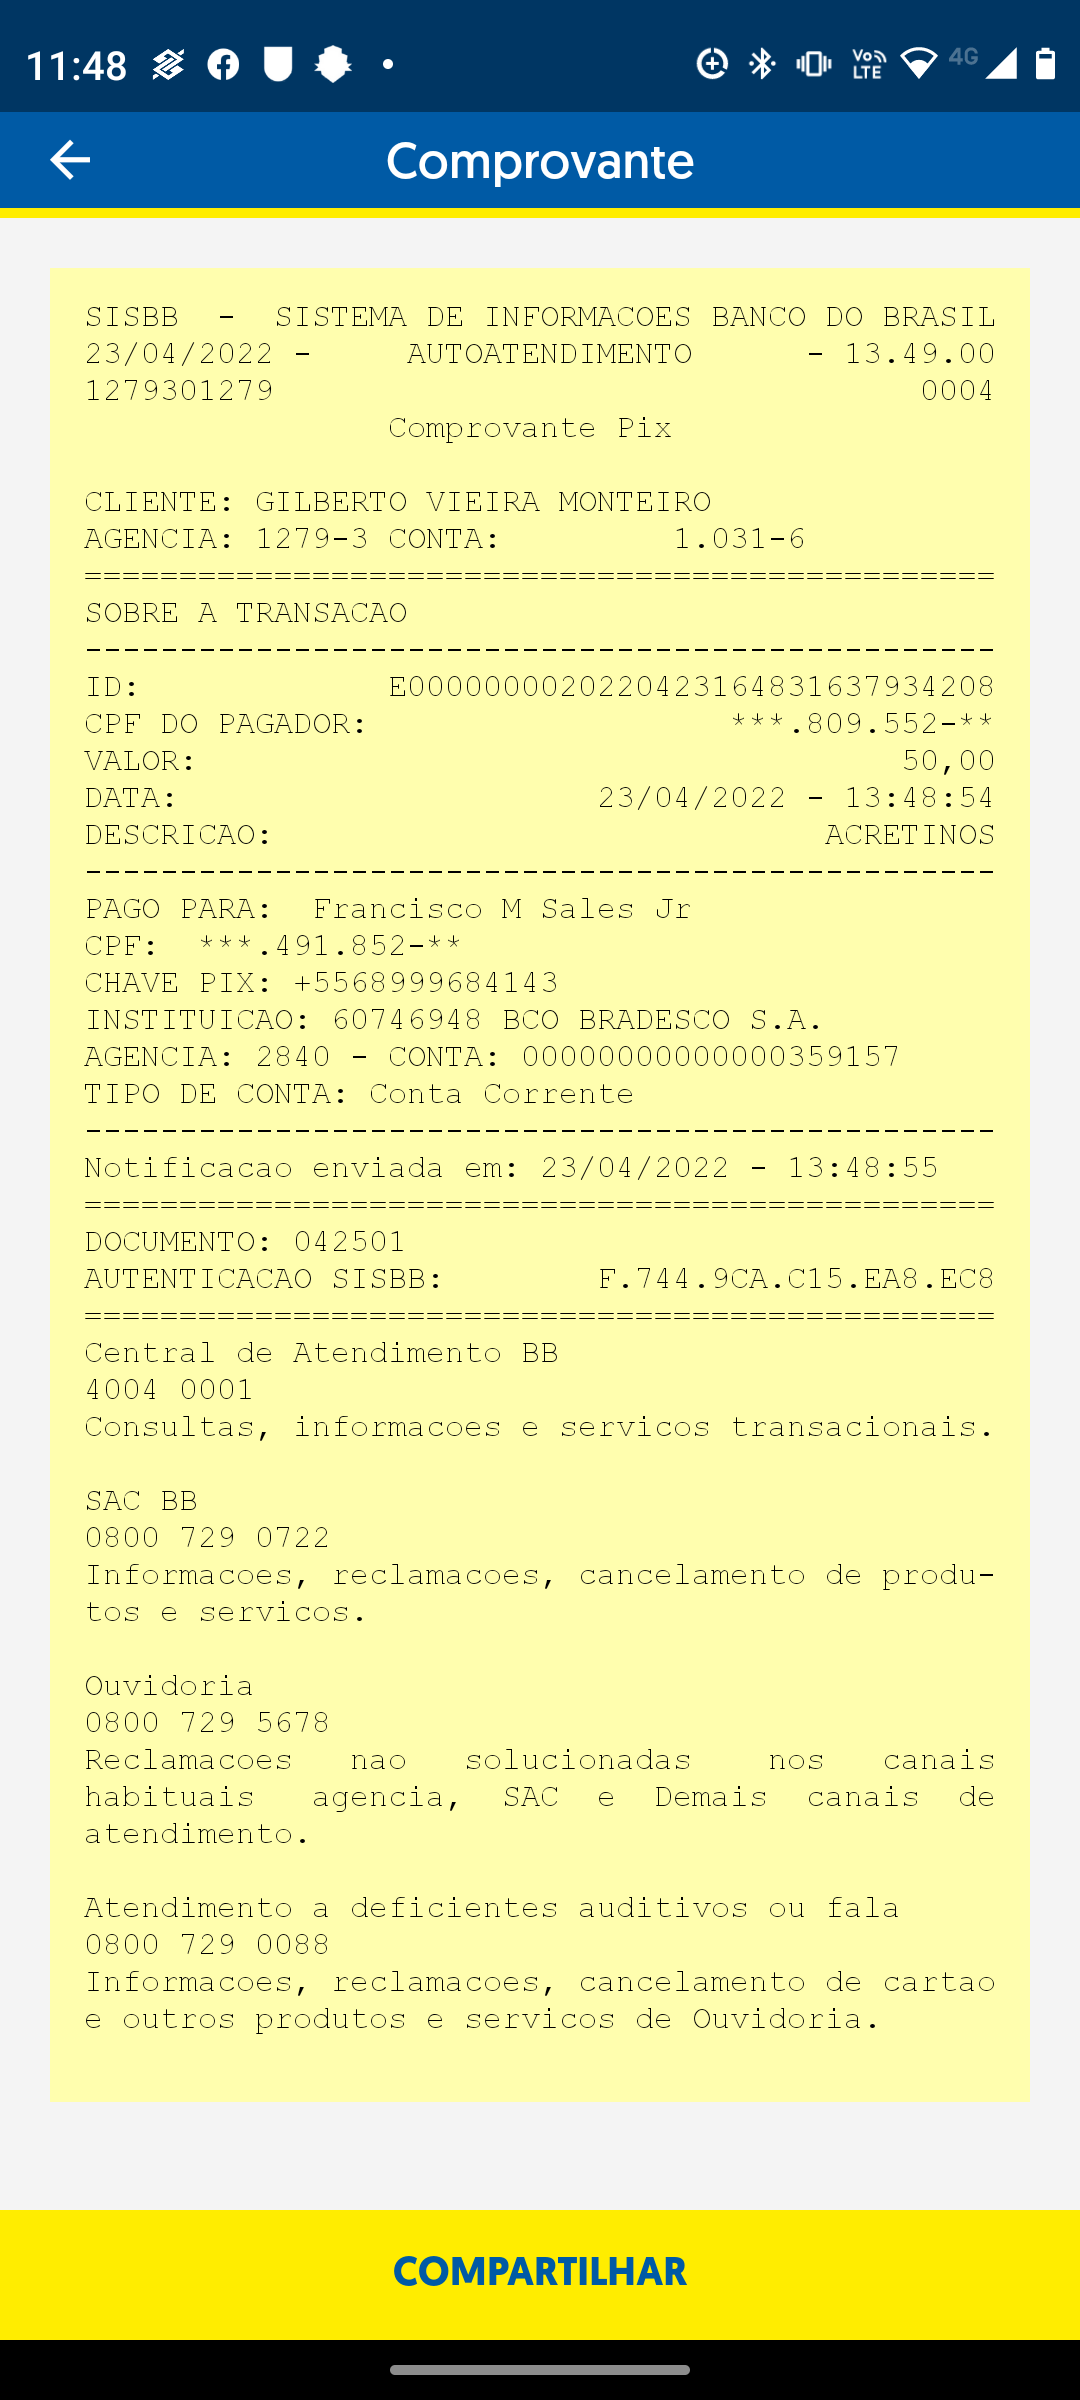 11:48
VoLTE 4G
Comprovante
SISBB - SISTEMA DE INFORMACOES BANCO DO BRASIL
23/04/2022 - AUTOATENDIMENTO - 13.49.00
1279301279 0004
Comprovante Pix
CLIENTE: GILBERTO VIEIRA MONTEIRO
AGENCIA: 1279-3 CONTA: 1.031-6
================================================
SOBRE A TRANSACAO
------------------------------------------------
ID: E0000000020220423164831637934208
CPF DO PAGADOR: ***.809.552-**
VALOR: 50,00
DATA: 23/04/2022 - 13:48:54
DESCRICAO: ACRETINOS
------------------------------------------------
PAGO PARA: Francisco M Sales Jr
CPF: ***.491.852-**
CHAVE PIX: +5568999684143
INSTITUICAO: 60746948 BCO BRADESCO S.A.
AGENCIA: 2840 - CONTA: 00000000000000359157
TIPO DE CONTA: Conta Corrente
------------------------------------------------
Notificacao enviada em: 23/04/2022 - 13:48:55
================================================
DOCUMENTO: 042501
AUTENTICACAO SISBB: F.744.9CA.C15.EA8.EC8
================================================
Central de Atendimento BB
4004 0001
Consultas, informacoes e servicos transacionais.
SAC BB
0800 729 0722
Informacoes, reclamacoes, cancelamento de produ-
tos e servicos.
Ouvidoria
0800 729 5678
Reclamacoes nao solucionadas nos canais
habituais agencia, SAC e Demais canais de
atendimento.
Atendimento a deficientes auditivos ou fala
0800 729 0088
Informacoes, reclamacoes, cancelamento de cartao
e outros produtos e servicos de Ouvidoria.
COMPARTILHAR